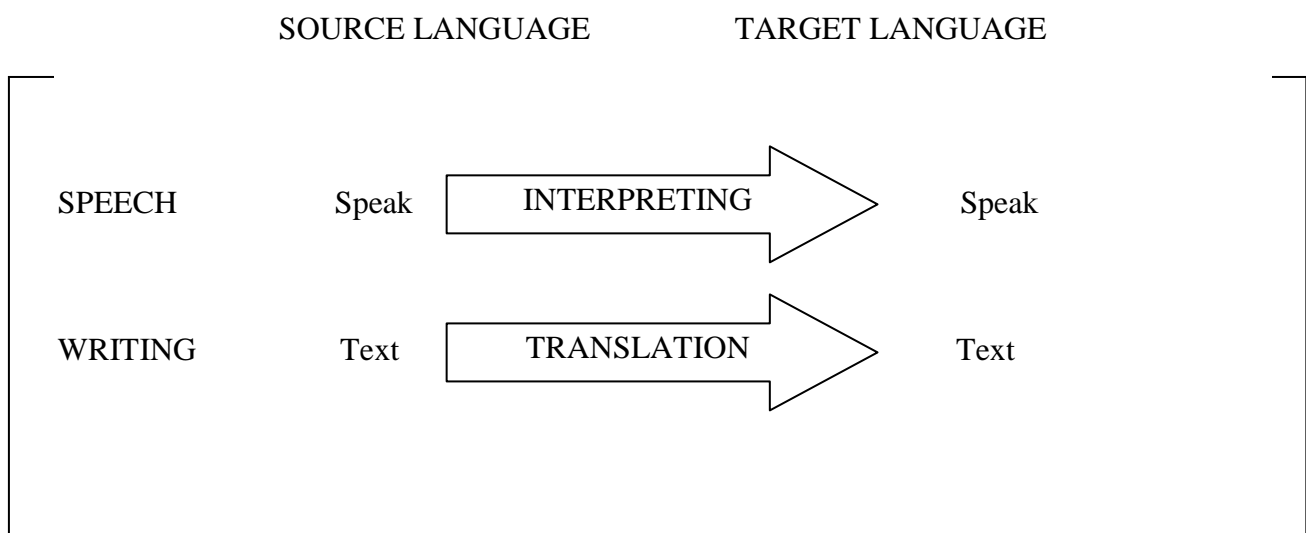 SOURCE LANGUAGE TARGET LANGUAGE
SPEECH Speak INTERPRETING Speak
WRITING Text TRANSLATION Text